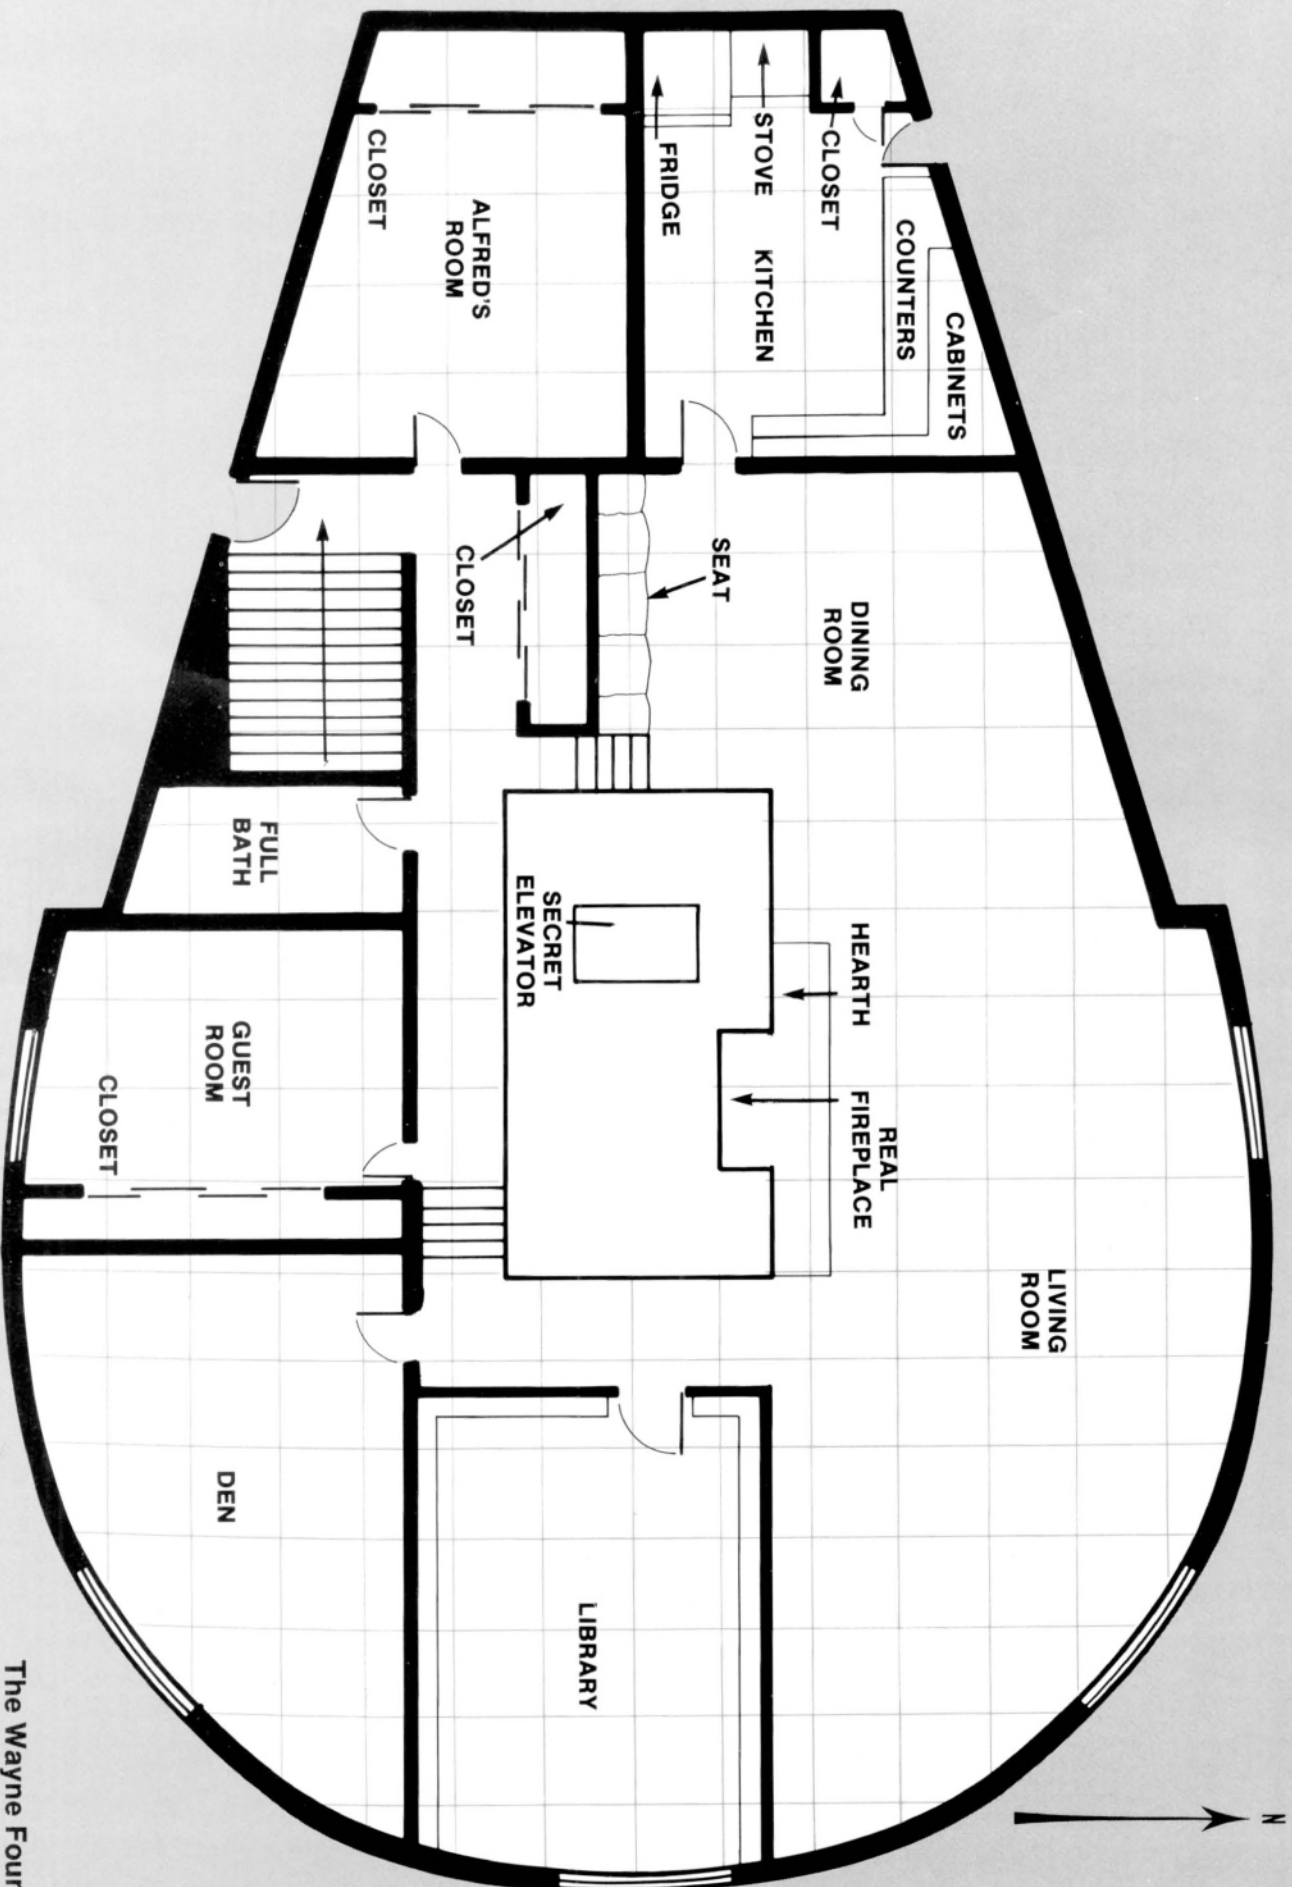 N
CLOSET
STOVE
FRIDGE
KITCHEN
COUNTERS
CABINETS
CLOSET
ALFRED'S
ROOM
DINING
ROOM
SEAT
CLOSET
HEARTH
REAL
FIREPLACE
SECRET
ELEVATOR
FULL
BATH
GUEST
ROOM
CLOSET
LIVING
ROOM
LIBRARY
DEN
The Wayne Four